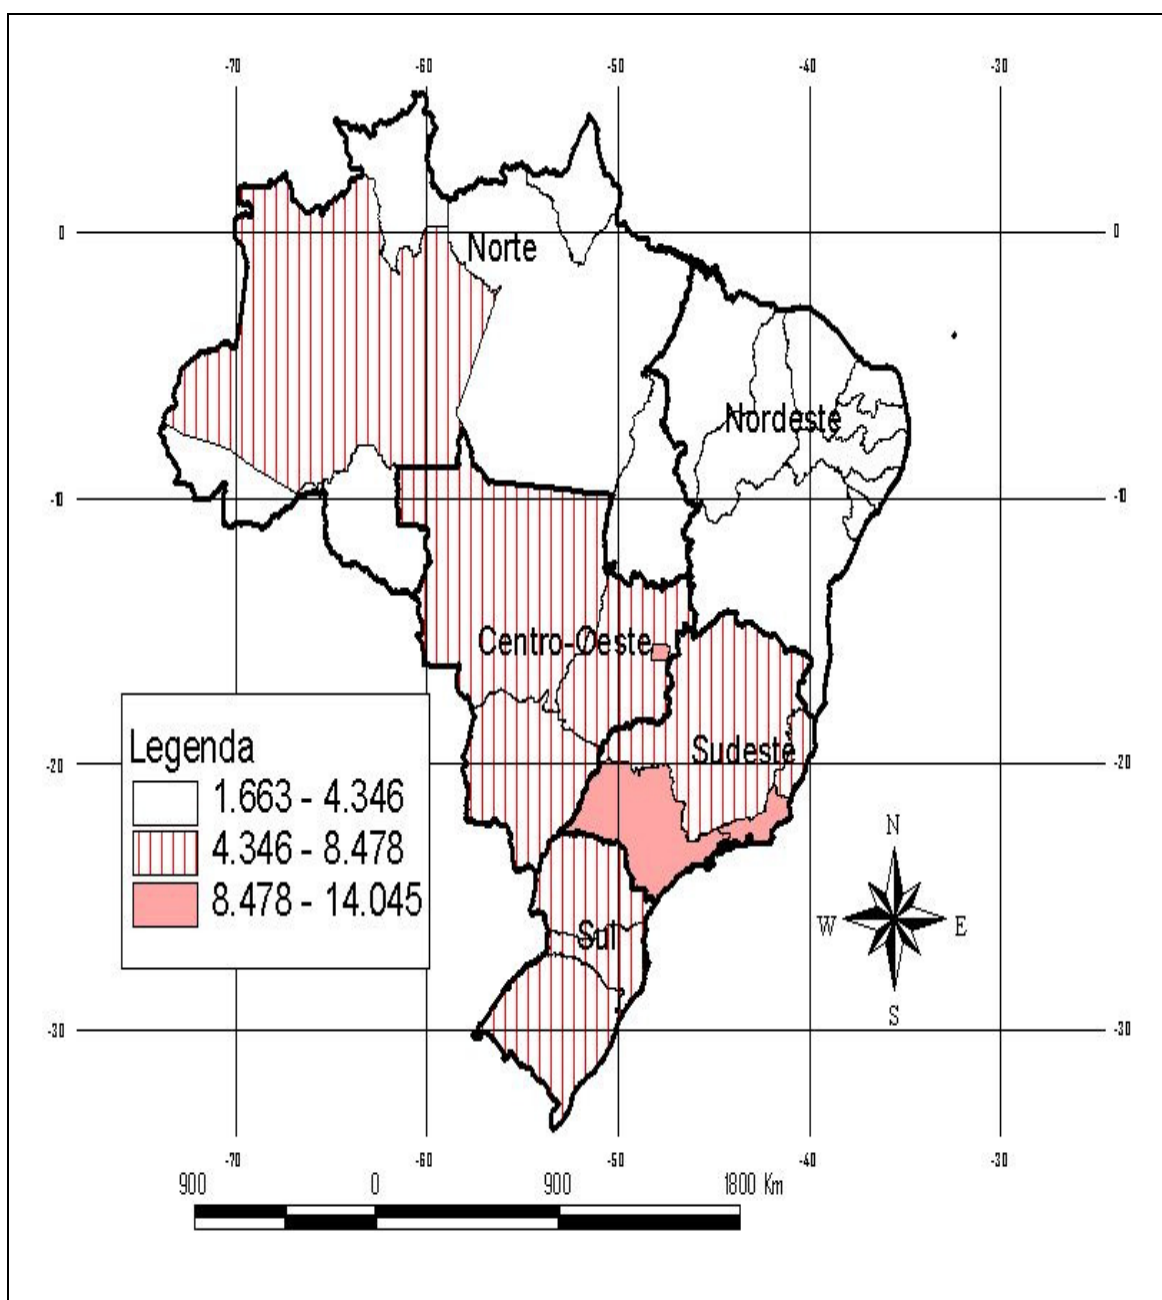 -70 -60 -50 -40 -30
0 0
Norte
Nordeste
-10 -10
Centro-Oeste
Legenda
1.663 - 4.346
4.346 - 8.478
8.478 - 14.045
Sudeste
-20 -20
N
W E
S
Sul
-30 -30
-70 -60 -50 -40 -30
900 0 900 1800 Km